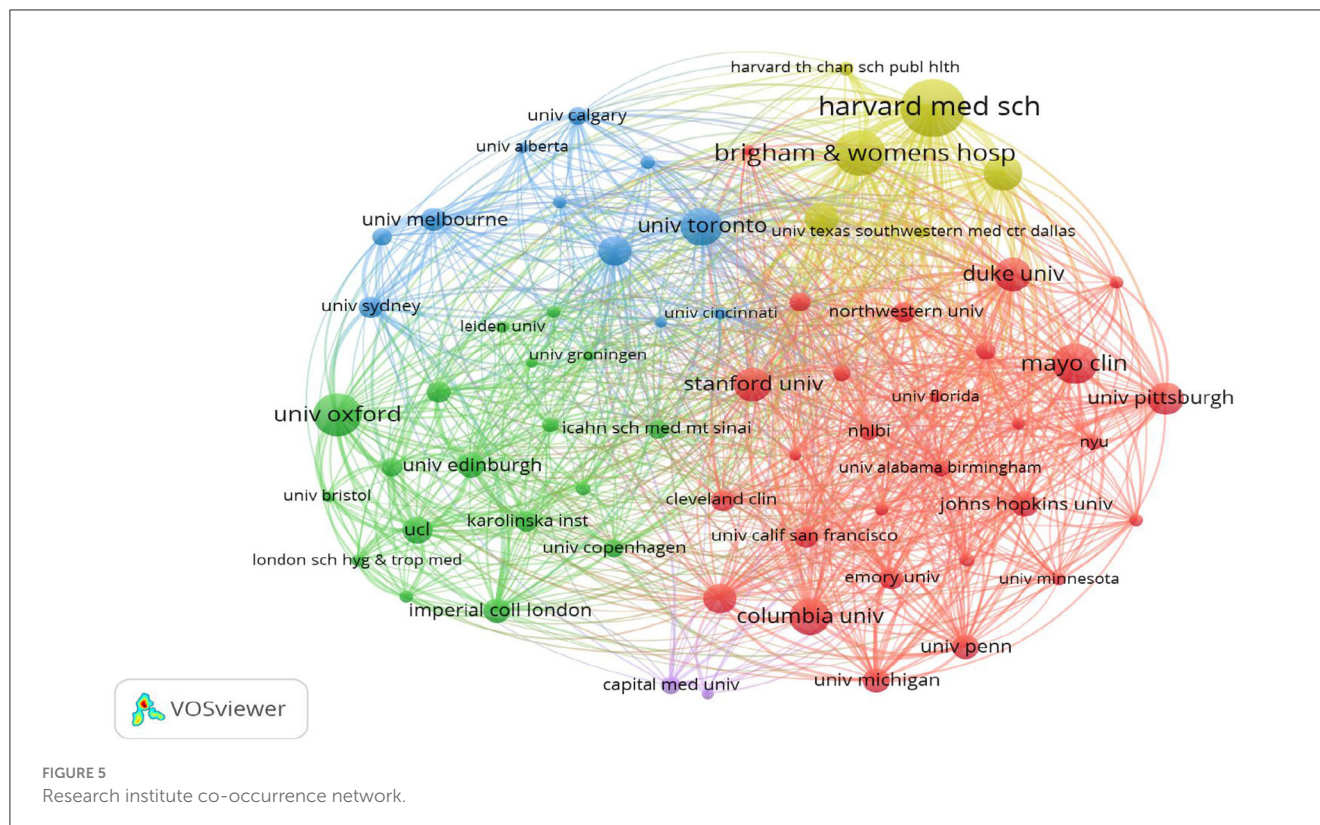 harvard th chan sch publ hlth
harvard med sch
univ calgary
univ alberta
brigham & womens hosp
univ melbourne
univ toronto
univ texas southwestern med ctr dallas
duke univ
univ sydney
univ cincinnati
northwestern univ
leiden univ
univ groningen
mayo clin
stanford univ
univ florida
univ pittsburgh
univ oxford
icahn sch med mt sinai
nhlbi
nyu
univ edinburgh
univ alabama birmingham
univ bristol
cleveland clin
johns hopkins univ
karolinska inst
ucl
univ calif san francisco
univ copenhagen
london sch hyg & trop med
emory univ
univ minnesota
imperial coll london
columbia univ
univ penn
capital med univ
univ michigan
VOSviewer
FIGURE 5
Research institute co-occurrence network.